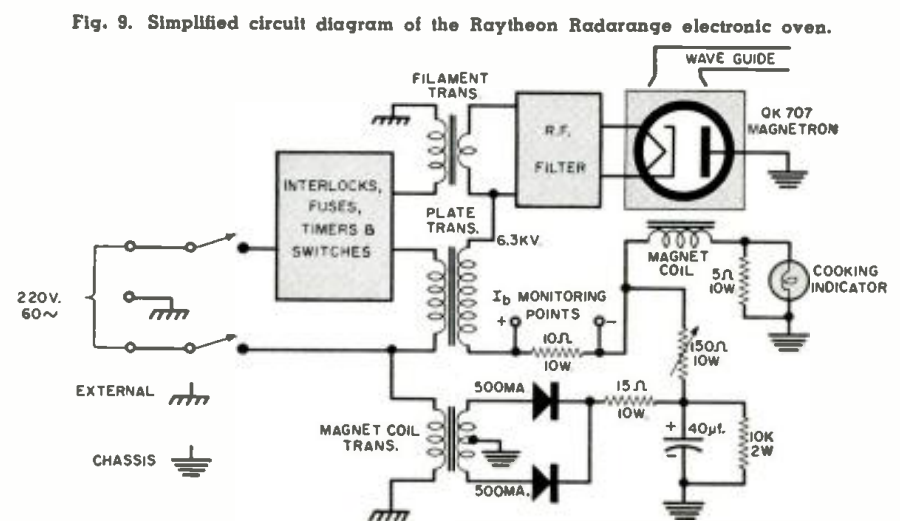 Fig. 9. Simplified circuit diagram of the Raytheon Radarange electronic oven.
WAVE GUIDE
FILAMENT
TRANS
QK 707
MAGNETRON
R.F.
FILTER
INTERLOCKS,
FUSES,
TIMERS &
SWITCHES
PLATE
TRANS.
6.3KV.
MAGNET
COIL
5Ω
10W
COOKING
INDICATOR
220V.
60~
Ib MONITORING
POINTS
+
−
10Ω
10W
150Ω
10W
EXTERNAL
CHASSIS
MAGNET COIL
TRANS.
500MA
15Ω
10W
+
40µf.
−
10K
2W
500MA.